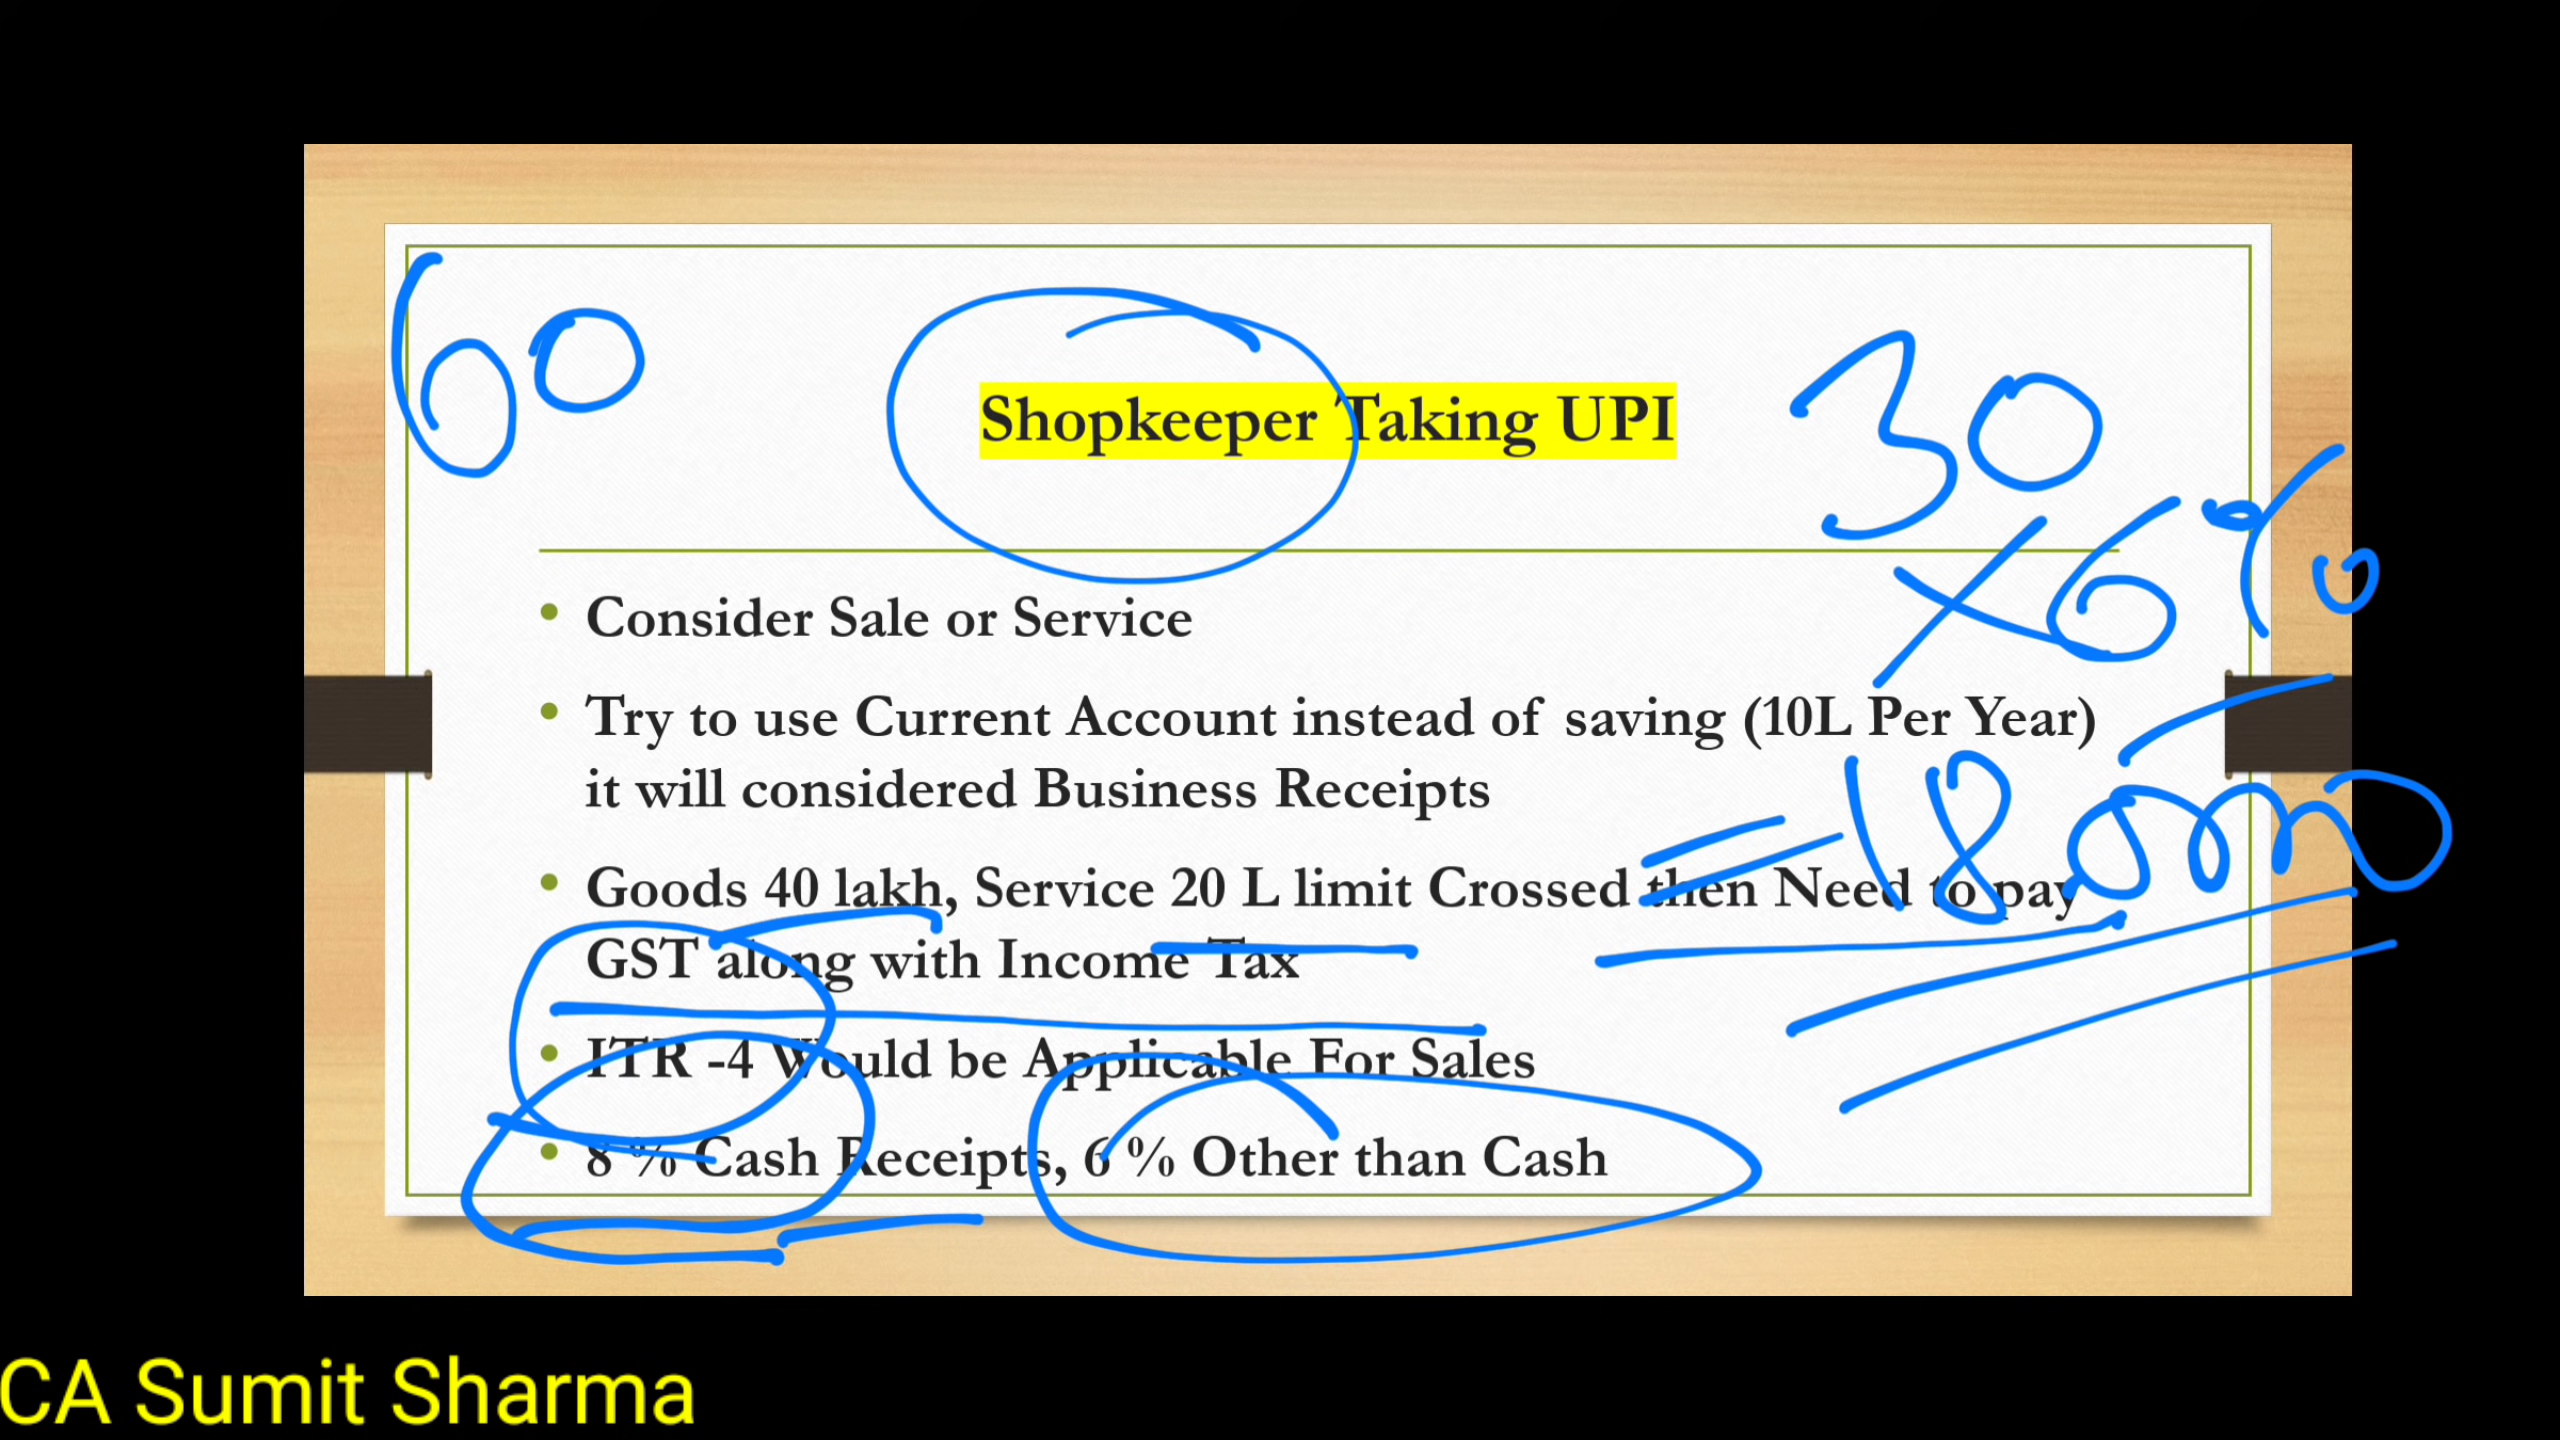 60
Shopkeeper Taking UPI
30
×6%
• Consider Sale or Service
• Try to use Current Account instead of saving (10L Per Year)
it will considered Business Receipts
= 180000
• Goods 40 lakh, Service 20 L limit Crossed then Need to pay
GST along with Income Tax
• ITR -4 Would be Applicable For Sales
• 8 % Cash Receipts, 6 % Other than Cash
CA Sumit Sharma